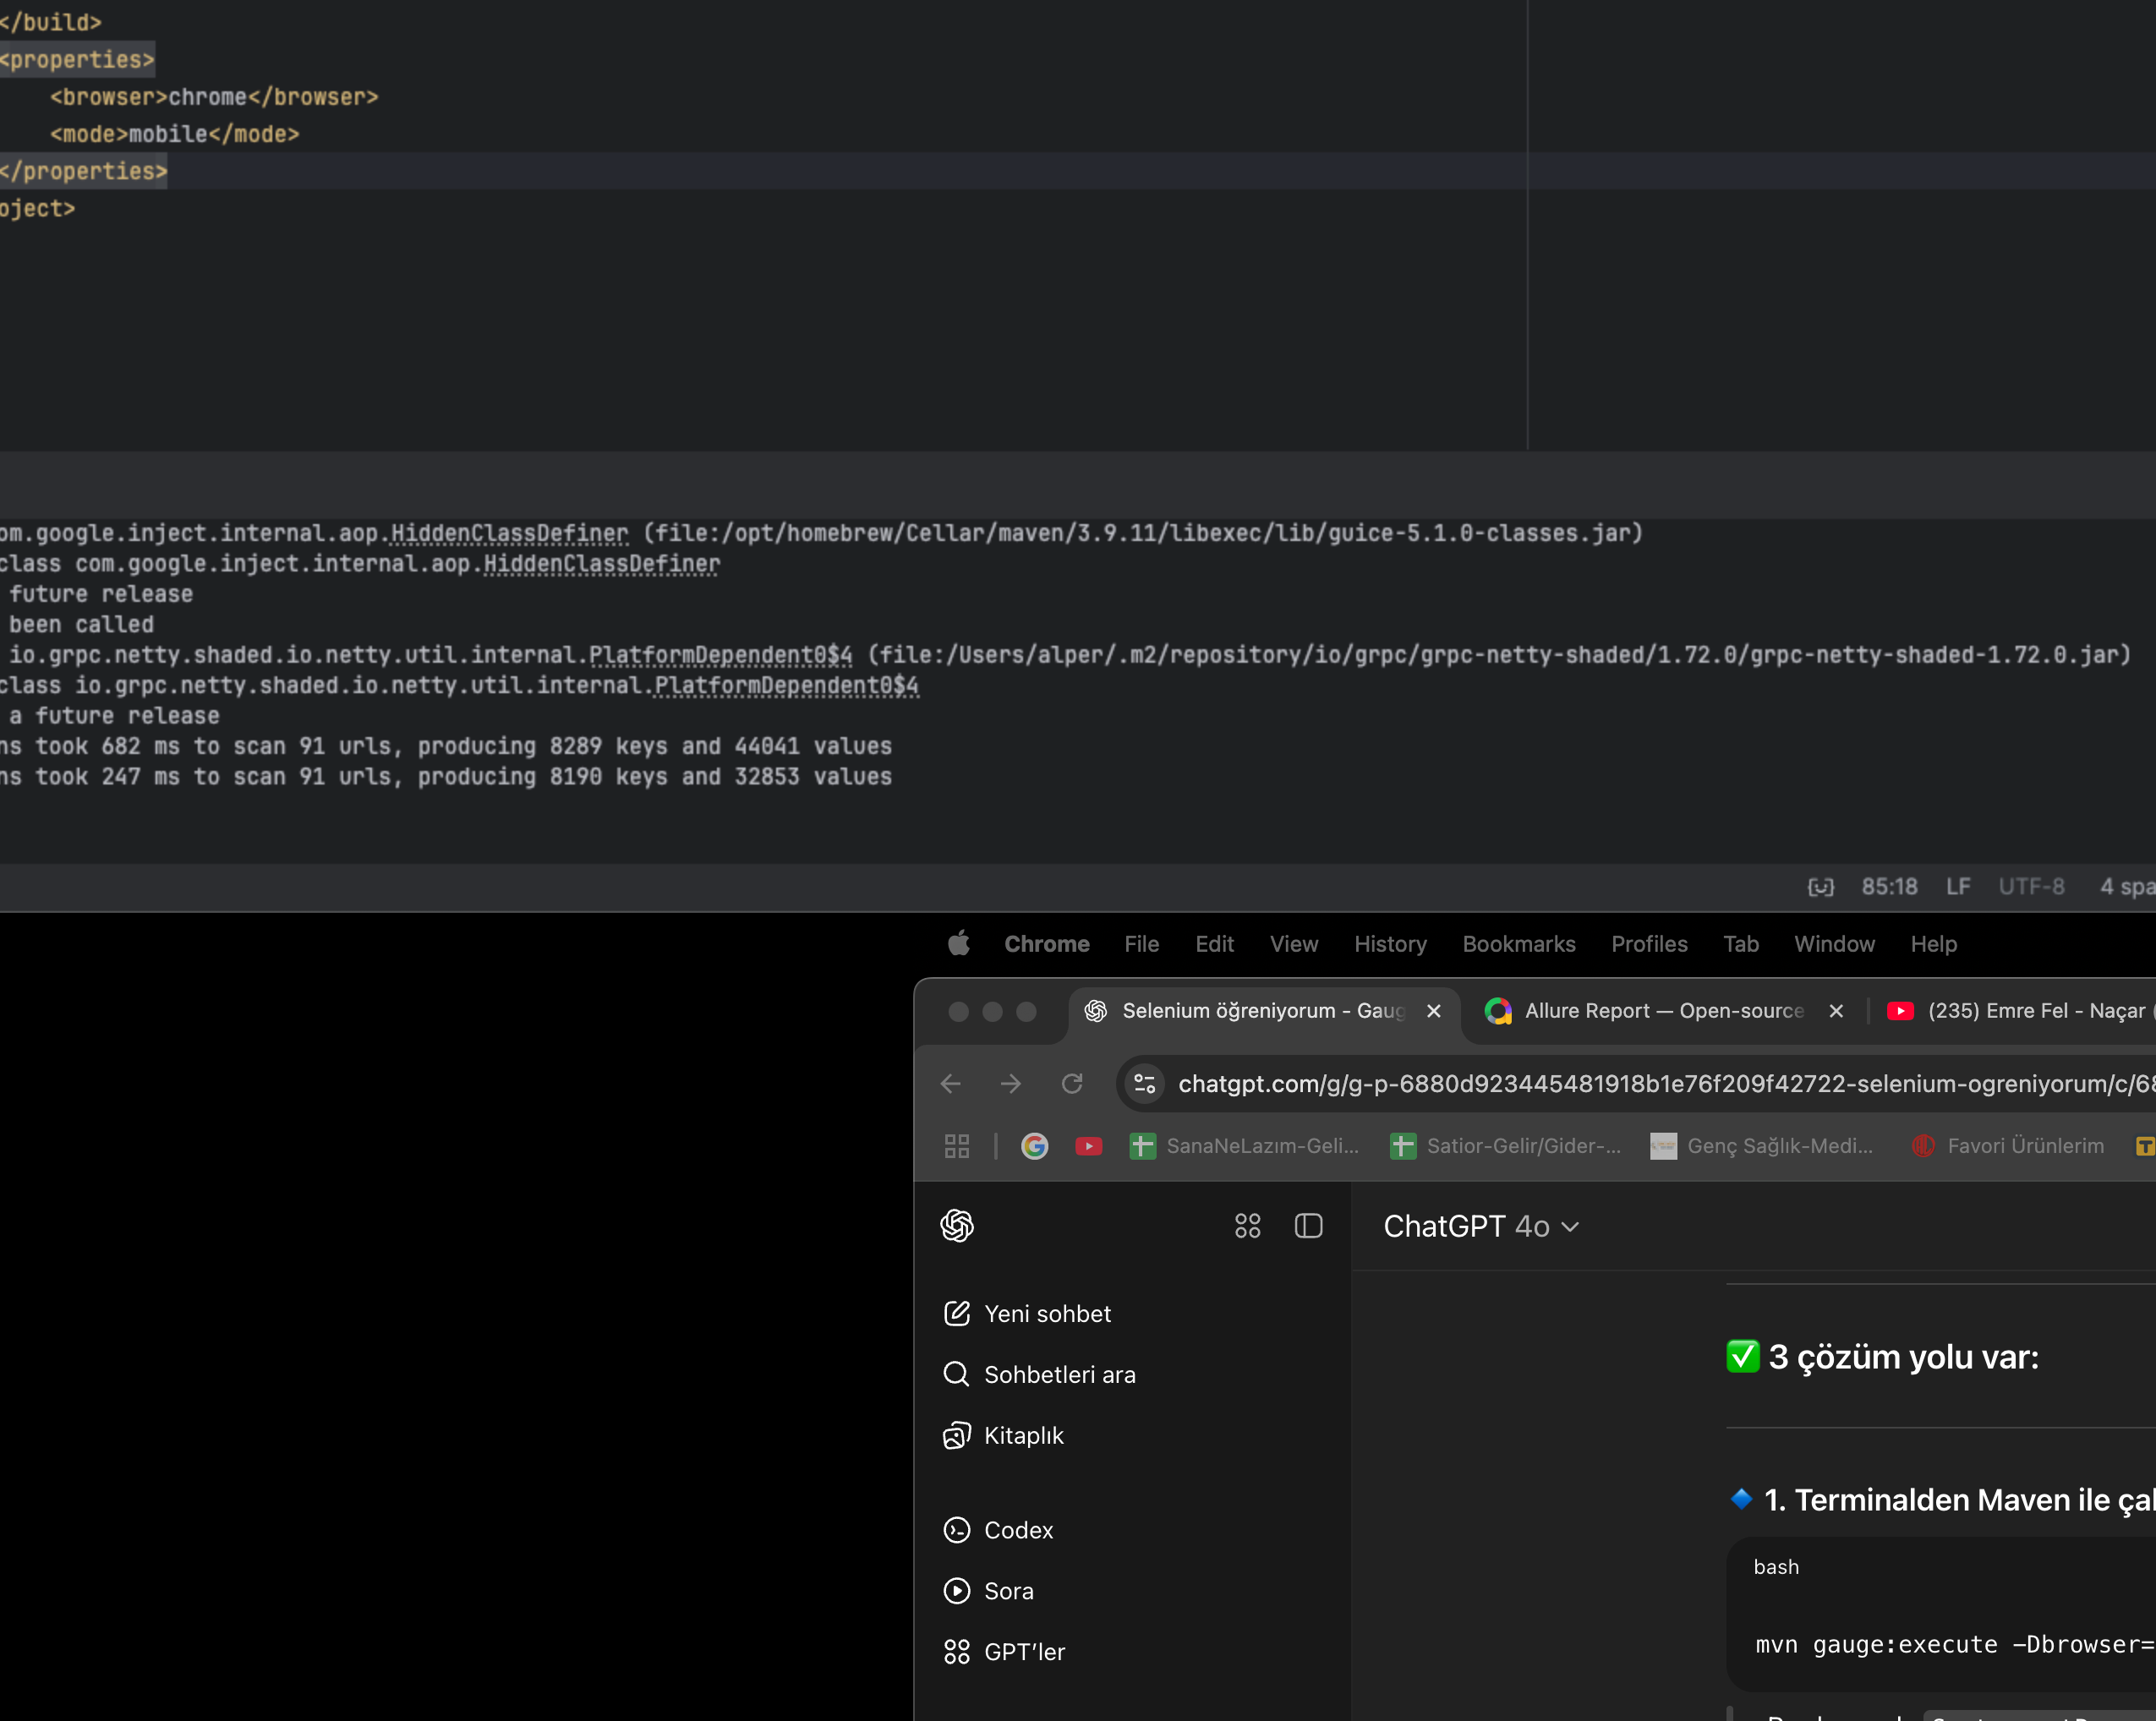 </build>
<properties>
<browser>chrome</browser>
<mode>mobile</mode>
</properties>
oject>
om.google.inject.internal.aop.HiddenClassDefiner (file:/opt/homebrew/Cellar/maven/3.9.11/libexec/lib/guice-5.1.0-classes.jar)
class com.google.inject.internal.aop.HiddenClassDefiner
future release
been called
io.grpc.netty.shaded.io.netty.util.internal.PlatformDependent0$4 (file:/Users/alper/.m2/repository/io/grpc/grpc-netty-shaded/1.72.0/grpc-netty-shaded-1.72.0.jar)
class io.grpc.netty.shaded.io.netty.util.internal.PlatformDependent0$4
a future release
ns took 682 ms to scan 91 urls, producing 8289 keys and 44041 values
ns took 247 ms to scan 91 urls, producing 8190 keys and 32853 values
85:18 LF UTF-8 4 spa
Chrome File Edit View History Bookmarks Profiles Tab Window Help
Selenium öğreniyorum - Gaug Allure Report — Open-source (235) Emre Fel - Naçar (
chatgpt.com/g/g-p-6880d923445481918b1e76f209f42722-selenium-ogreniyorum/c/68
SanaNeLazım-Geli... Satior-Gelir/Gider-... Genç Sağlık-Medi... Favori Ürünlerim
ChatGPT 4o
Yeni sohbet
Sohbetleri ara
Kitaplık
Codex
Sora
GPT'ler
✅ 3 çözüm yolu var:
🔹 1. Terminalden Maven ile çal
bash
mvn gauge:execute -Dbrowser=